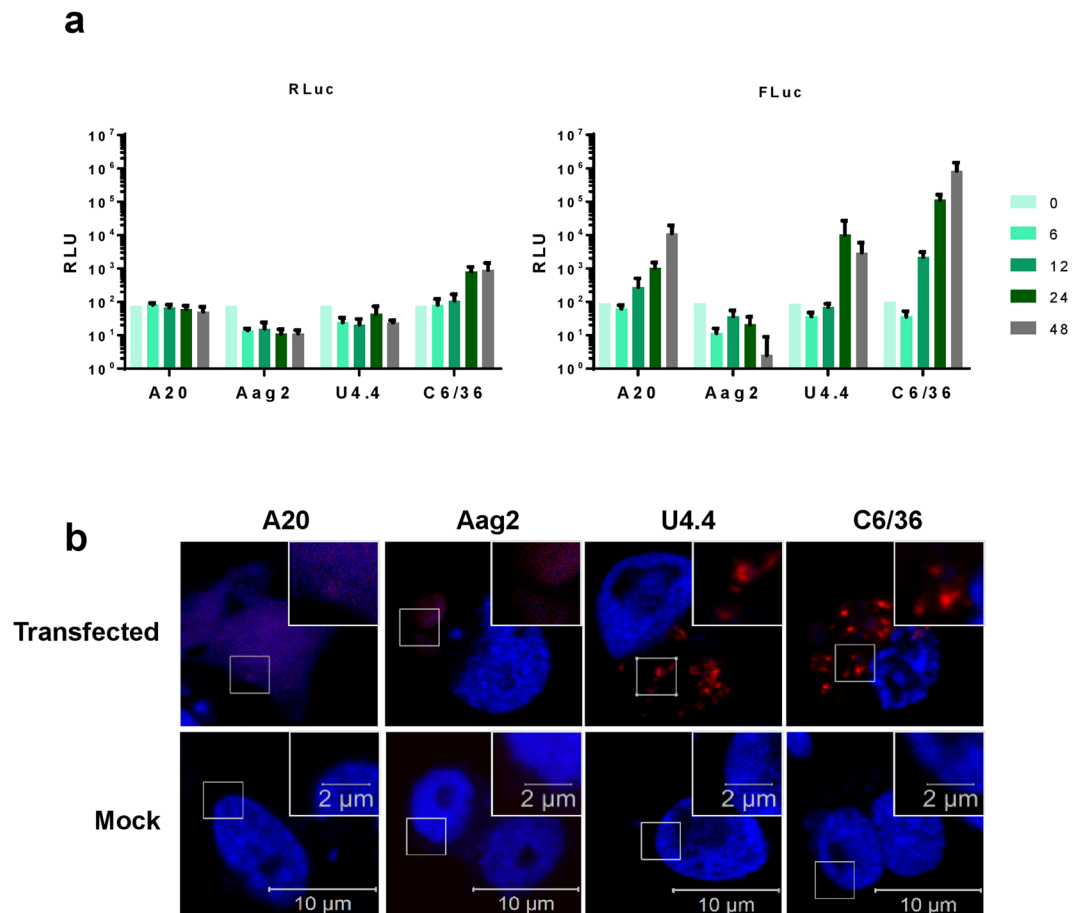 a
RLuc
FLuc
RLU
10⁷
10⁶
10⁵
10⁴
10³
10²
10¹
10⁰
A20 Aag2 U4.4 C6/36
RLU
10⁷
10⁶
10⁵
10⁴
10³
10²
10¹
10⁰
A20 Aag2 U4.4 C6/36
0
6
12
24
48
b
A20 Aag2 U4.4 C6/36
Transfected
Mock
2 µm 2 µm 2 µm 2 µm
10 µm 10 µm 10 µm 10 µm